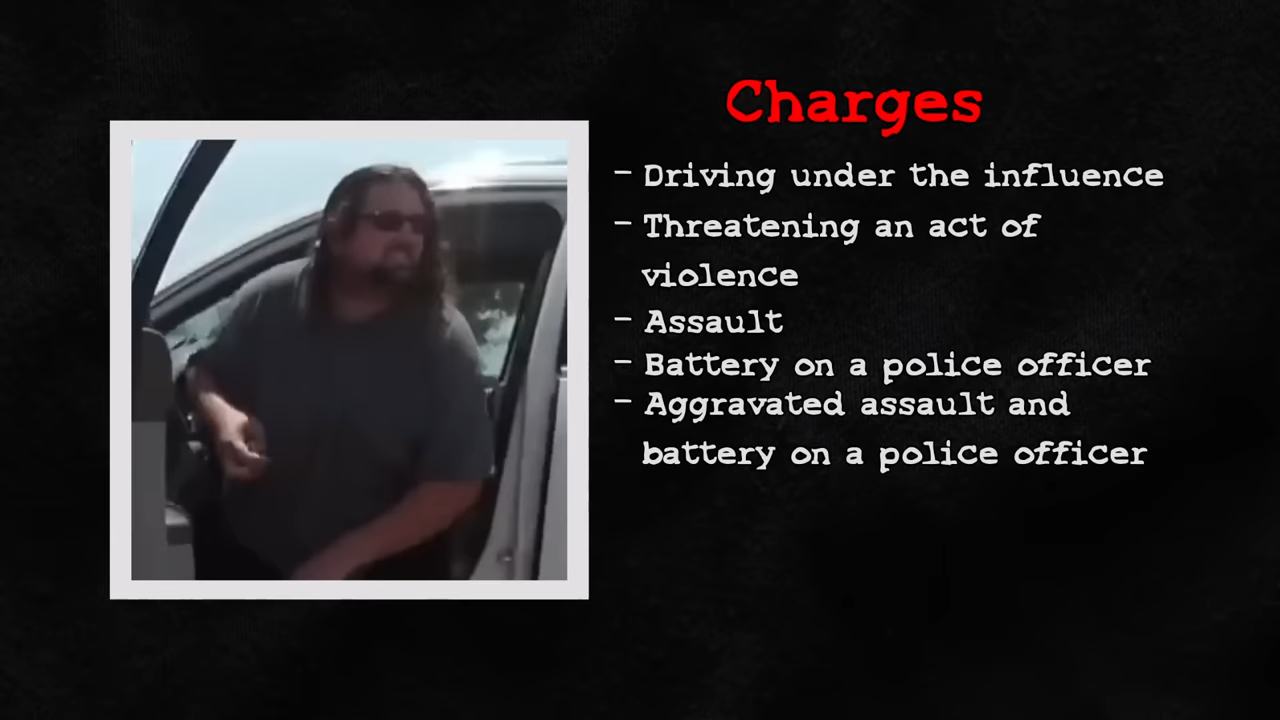 Charges
- Driving under the influence
- Threatening an act of
violence
- Assault
- Battery on a police officer
- Aggravated assault and
battery on a police officer